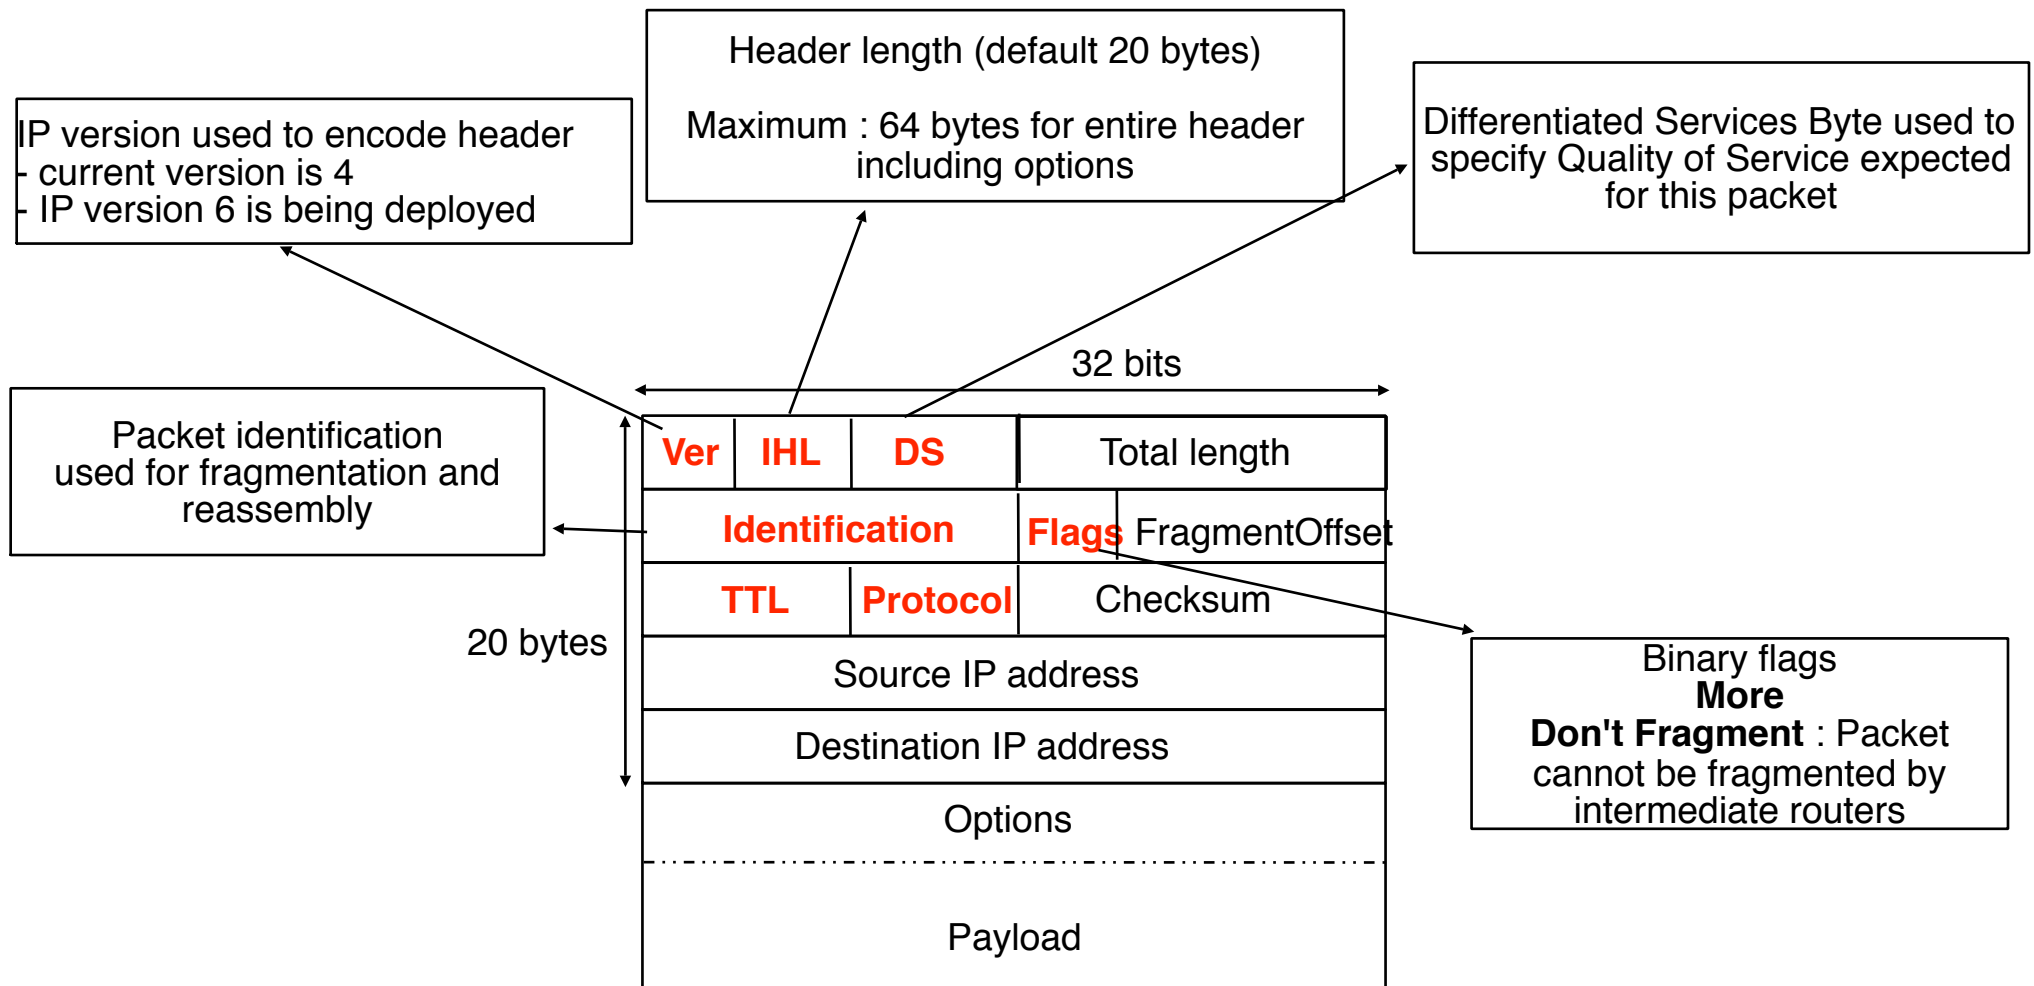 Header length (default 20 bytes)
Maximum : 64 bytes for entire header
including options
IP version used to encode header
- current version is 4
- IP version 6 is being deployed
Differentiated Services Byte used to
specify Quality of Service expected
for this packet
32 bits
Packet identification
used for fragmentation and
reassembly
Ver IHL DS Total length
Identification Flags FragmentOffset
TTL Protocol Checksum
20 bytes
Source IP address
Destination IP address
Options
Payload
Binary flags
More
Don't Fragment : Packet
cannot be fragmented by
intermediate routers